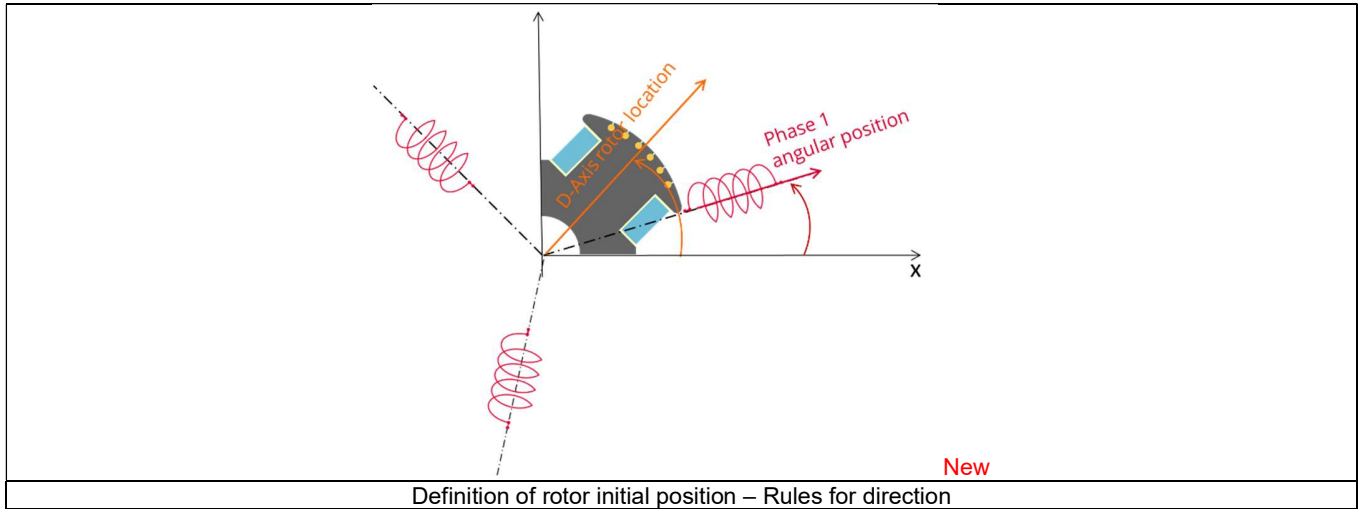 D-Axis rotor location
Phase 1
angular position
X
New
Definition of rotor initial position – Rules for direction